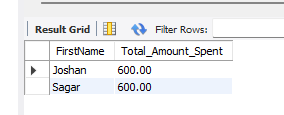 Result Grid Filter Rows:
FirstName Total_Amount_Spent
Joshan 600.00
Sagar 600.00